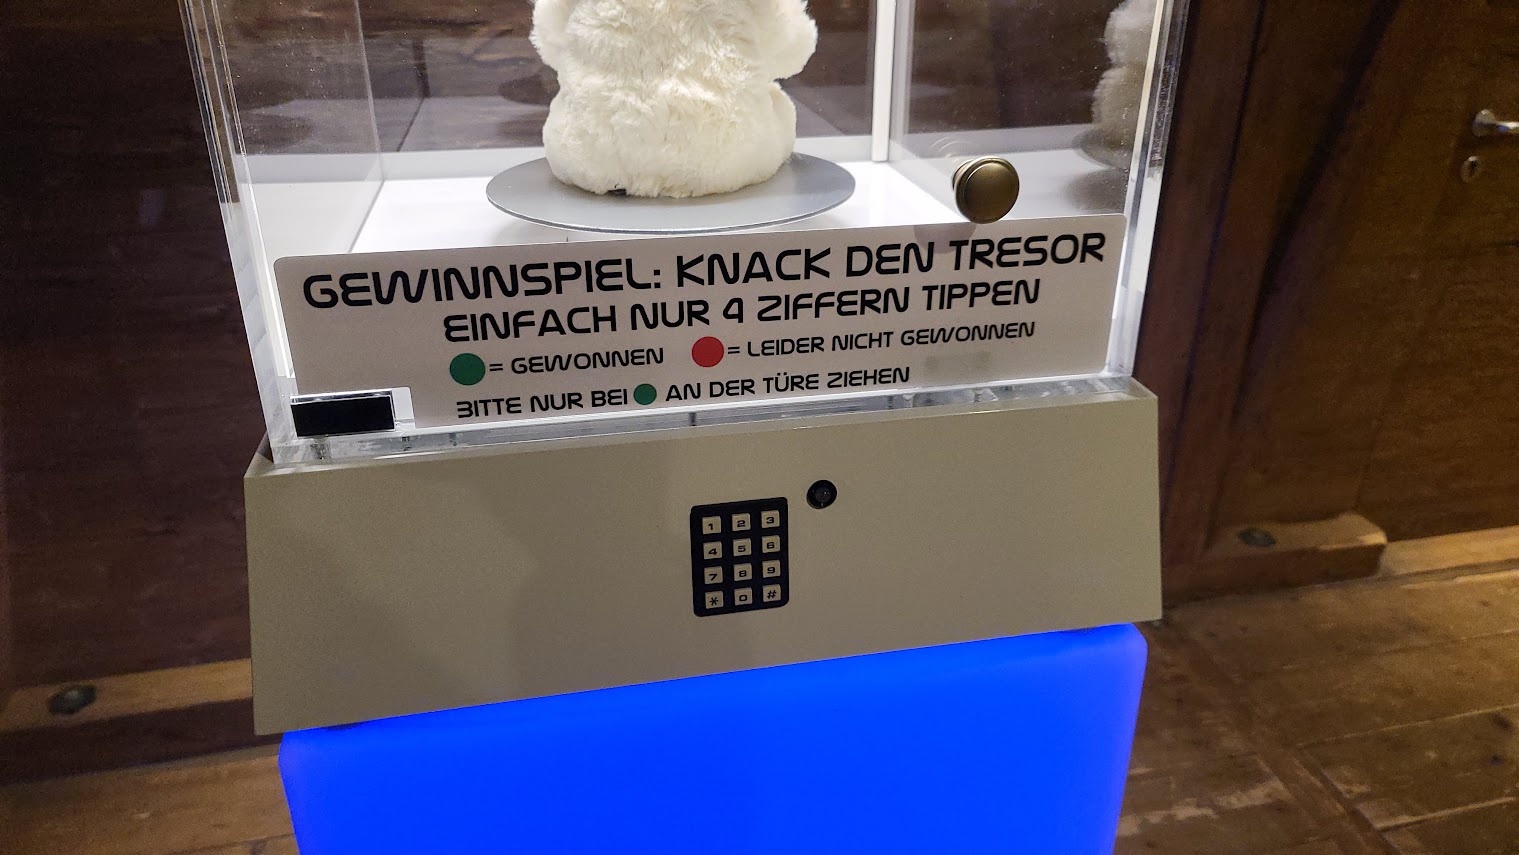 GEWINNSPIEL: KNACK DEN TRESOR
EINFACH NUR 4 ZIFFERN TIPPEN
= GEWONNEN = LEIDER NICHT GEWONNEN
BITTE NUR BEI AN DER TÜRE ZIEHEN
1 2 3
4 5 6
7 8 9
* 0 #